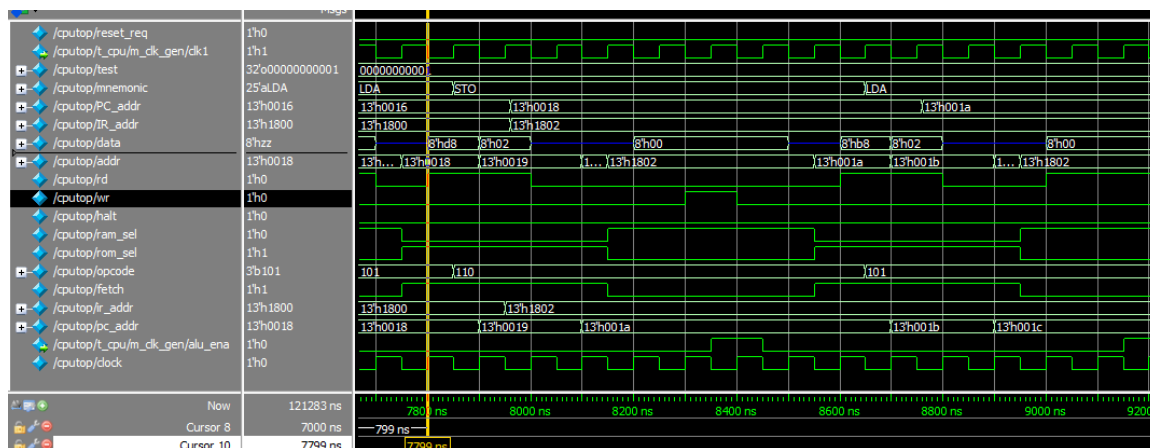 Msgs
/cputop/reset_req 1'h0
/cputop/t_cpu/m_clk_gen/clk1 1'h1
/cputop/test 32'o00000000001 0000000000
/cputop/mnemonic 25'aLDA LDA STO LDA
/cputop/PC_addr 13'h0016 13'h0016 13'h0018 13'h001a
/cputop/IR_addr 13'h1800 13'h1800 13'h1802
/cputop/data 8'hzz 8'hd8 8'h02 8'h00 8'hb8 8'h02 8'h00
/cputop/addr 13'h0018 13'h... 13'h0018 13'h0019 1... 13'h1802 13'h001a 13'h001b 1... 13'h1802
/cputop/rd 1'h0
/cputop/wr 1'h0
/cputop/halt 1'h0
/cputop/ram_sel 1'h0
/cputop/rom_sel 1'h1
/cputop/opcode 3'b101 101 110 101
/cputop/fetch 1'h1
/cputop/ir_addr 13'h1800 13'h1800 13'h1802
/cputop/pc_addr 13'h0018 13'h0018 13'h0019 13'h001a 13'h001b 13'h001c
/cputop/t_cpu/m_clk_gen/alu_ena 1'h0
/cputop/clock 1'h0
Now 121283 ns 7800 ns 8000 ns 8200 ns 8400 ns 8600 ns 8800 ns 9000 ns 9200
Cursor 8 7000 ns 799 ns
Cursor 10 7799 ns 7799 ns